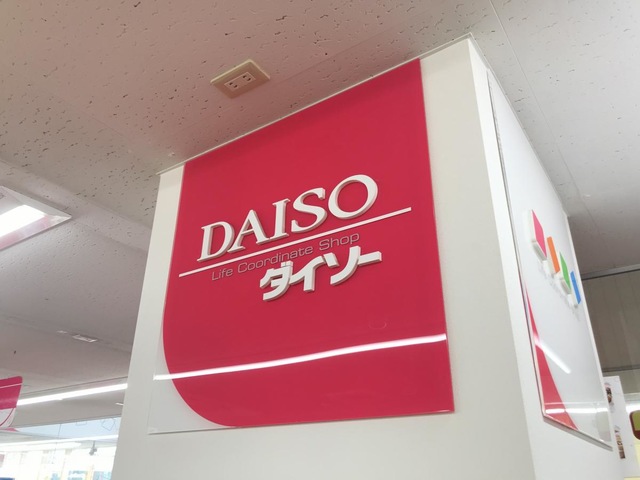 DAISO
Life Coordinate Shop
ダイソー